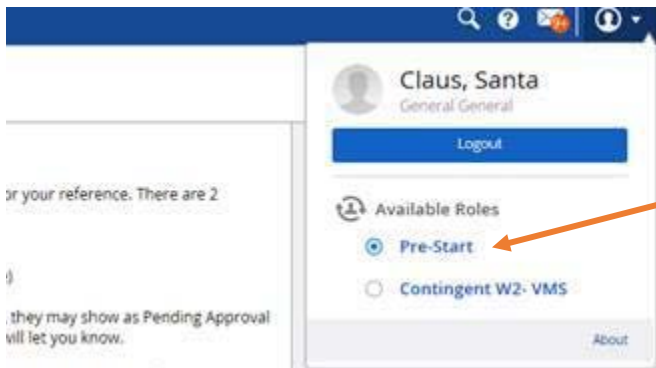 Claus, Santa
General General
Logout
or your reference. There are 2
Available Roles
Pre-Start
Contingent W2- VMS
, they may show as Pending Approval
will let you know.
About